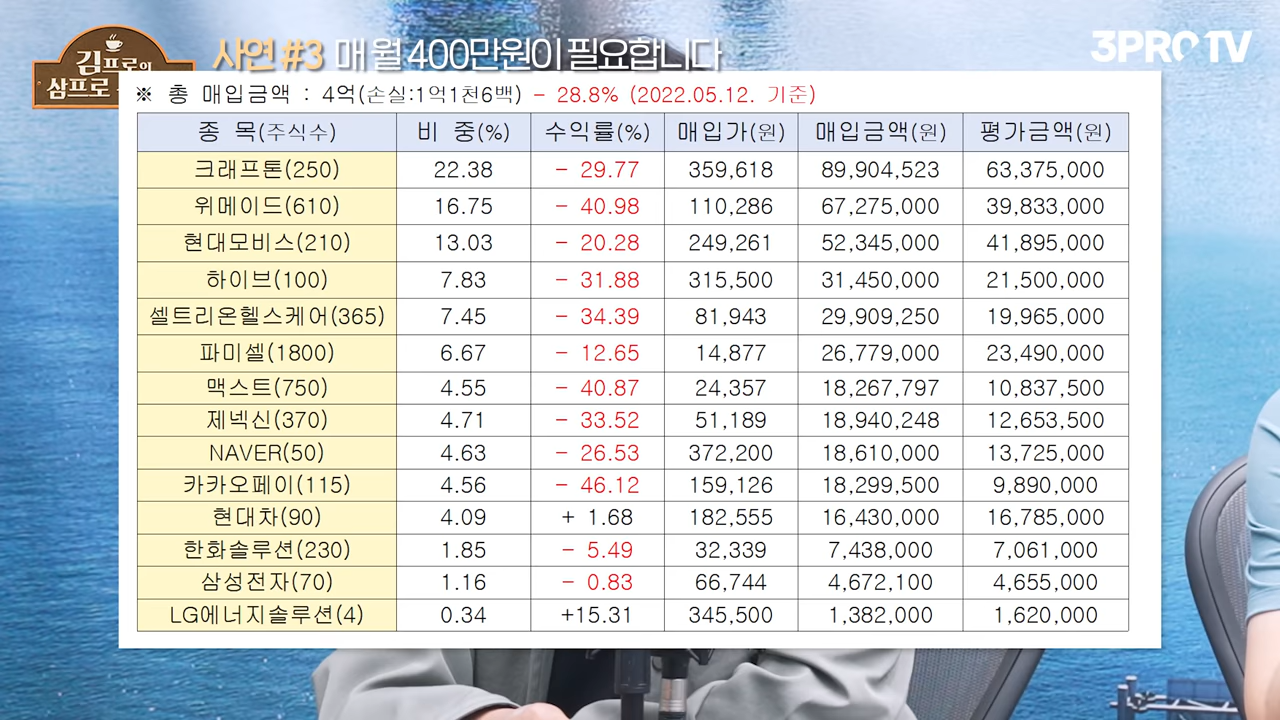 김프로의
삼프로
사연 #3 매 월 400만원이 필요합니다
3PRO TV
※ 총 매입금액 : 4억(손실:1억1천6백) - 28.8% (2022.05.12. 기준)
종 목(주식수) 비 중(%) 수익률(%) 매입가(원) 매입금액(원) 평가금액(원)
크래프톤(250) 22.38 - 29.77 359,618 89,904,523 63,375,000
위메이드(610) 16.75 - 40.98 110,286 67,275,000 39,833,000
현대모비스(210) 13.03 - 20.28 249,261 52,345,000 41,895,000
하이브(100) 7.83 - 31.88 315,500 31,450,000 21,500,000
셀트리온헬스케어(365) 7.45 - 34.39 81,943 29,909,250 19,965,000
파미셀(1800) 6.67 - 12.65 14,877 26,779,000 23,490,000
맥스트(750) 4.55 - 40.87 24,357 18,267,797 10,837,500
제넥신(370) 4.71 - 33.52 51,189 18,940,248 12,653,500
NAVER(50) 4.63 - 26.53 372,200 18,610,000 13,725,000
카카오페이(115) 4.56 - 46.12 159,126 18,299,500 9,890,000
현대차(90) 4.09 + 1.68 182,555 16,430,000 16,785,000
한화솔루션(230) 1.85 - 5.49 32,339 7,438,000 7,061,000
삼성전자(70) 1.16 - 0.83 66,744 4,672,100 4,655,000
LG에너지솔루션(4) 0.34 +15.31 345,500 1,382,000 1,620,000